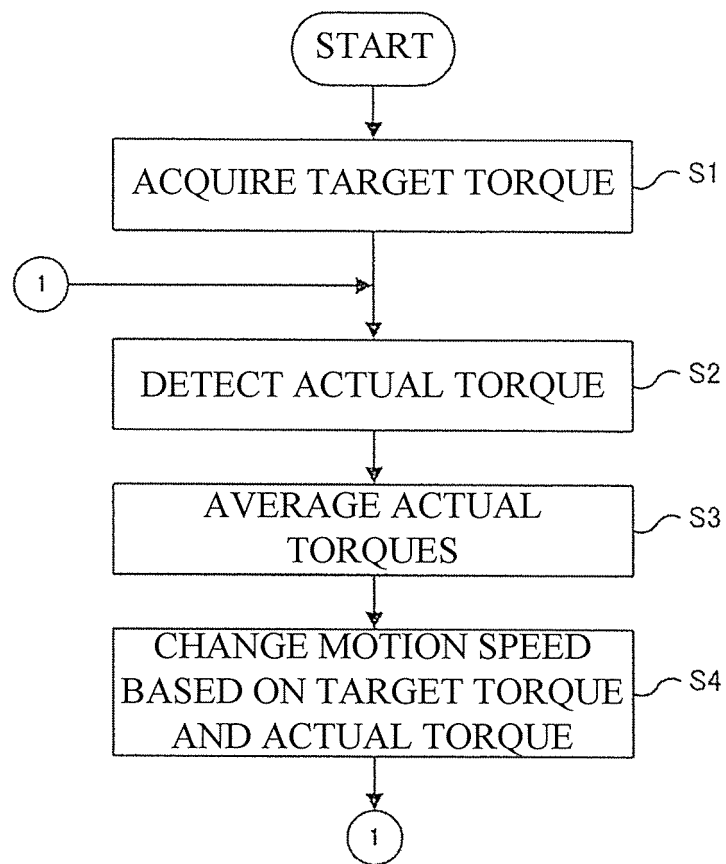 START
ACQUIRE TARGET TORQUE
S1
1
DETECT ACTUAL TORQUE
S2
AVERAGE ACTUAL
TORQUES
S3
CHANGE MOTION SPEED
BASED ON TARGET TORQUE
AND ACTUAL TORQUE
S4
1